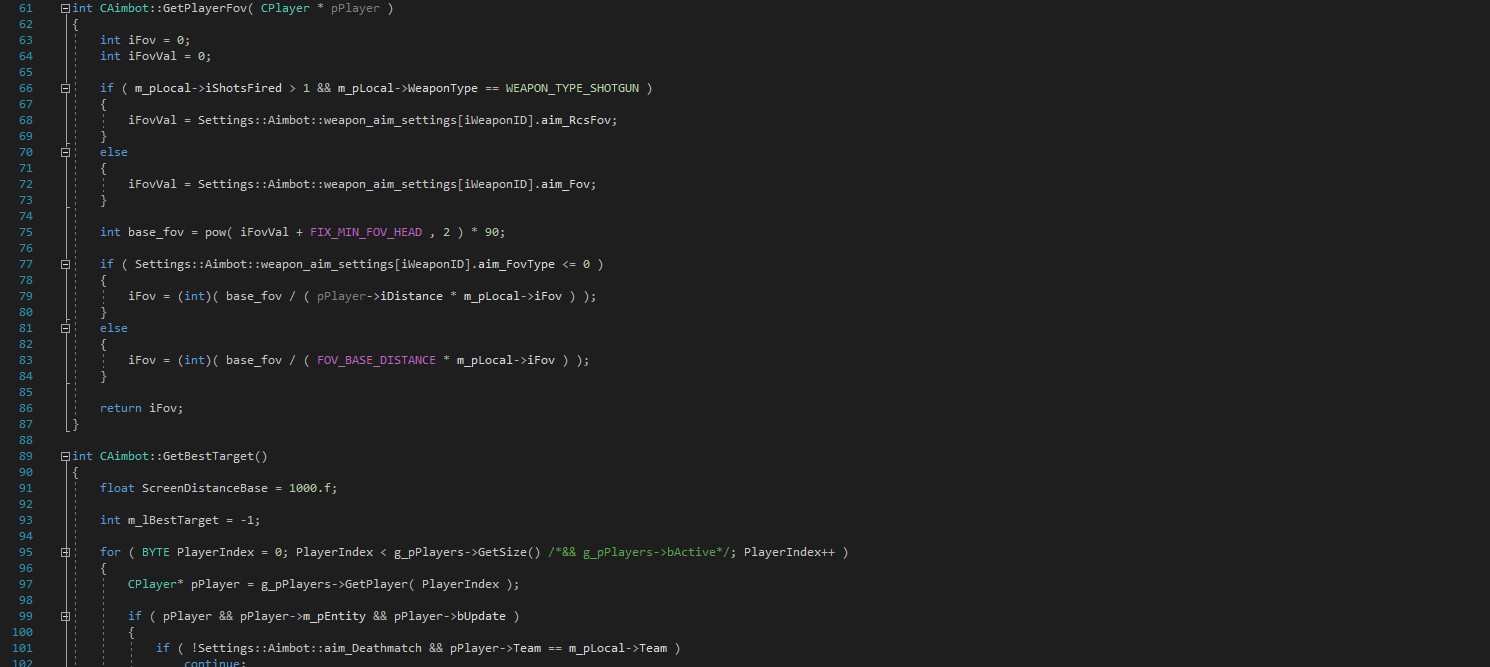 61 int CAimbot::GetPlayerFov( CPlayer * pPlayer )
62 {
63 int iFov = 0;
64 int iFovVal = 0;
65
66 if ( m_pLocal->iShotsFired > 1 && m_pLocal->WeaponType == WEAPON_TYPE_SHOTGUN )
67 {
68 iFovVal = Settings::Aimbot::weapon_aim_settings[iWeaponID].aim_RcsFov;
69 }
70 else
71 {
72 iFovVal = Settings::Aimbot::weapon_aim_settings[iWeaponID].aim_Fov;
73 }
74
75 int base_fov = pow( iFovVal + FIX_MIN_FOV_HEAD , 2 ) * 90;
76
77 if ( Settings::Aimbot::weapon_aim_settings[iWeaponID].aim_FovType <= 0 )
78 {
79 iFov = (int)( base_fov / ( pPlayer->iDistance * m_pLocal->iFov ) );
80 }
81 else
82 {
83 iFov = (int)( base_fov / ( FOV_BASE_DISTANCE * m_pLocal->iFov ) );
84 }
85
86 return iFov;
87 }
88
89 int CAimbot::GetBestTarget()
90 {
91 float ScreenDistanceBase = 1000.f;
92
93 int m_lBestTarget = -1;
94
95 for ( BYTE PlayerIndex = 0; PlayerIndex < g_pPlayers->GetSize() /*&& g_pPlayers->bActive*/; PlayerIndex++ )
96 {
97 CPlayer* pPlayer = g_pPlayers->GetPlayer( PlayerIndex );
98
99 if ( pPlayer && pPlayer->m_pEntity && pPlayer->bUpdate )
100 {
101 if ( !Settings::Aimbot::aim_Deathmatch && pPlayer->Team == m_pLocal->Team )
102 continue;